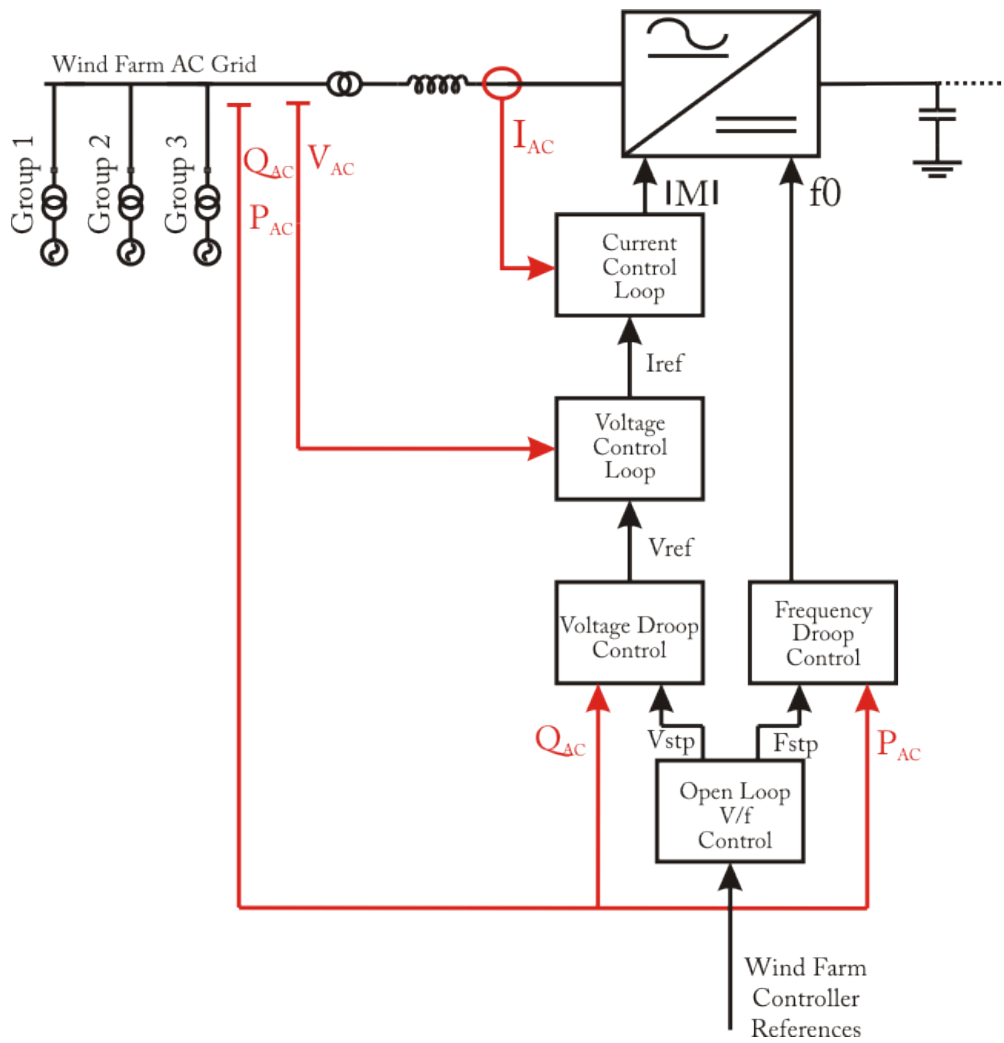 Wind Farm AC Grid
Group 1
Group 2
Group 3
QAC
VAC
PAC
IAC
|M|
f0
Current
Control
Loop
Iref
Voltage
Control
Loop
Vref
Voltage Droop
Control
Frequency
Droop
Control
QAC
Vstp
Fstp
PAC
Open Loop
V/f
Control
Wind Farm
Controller
References